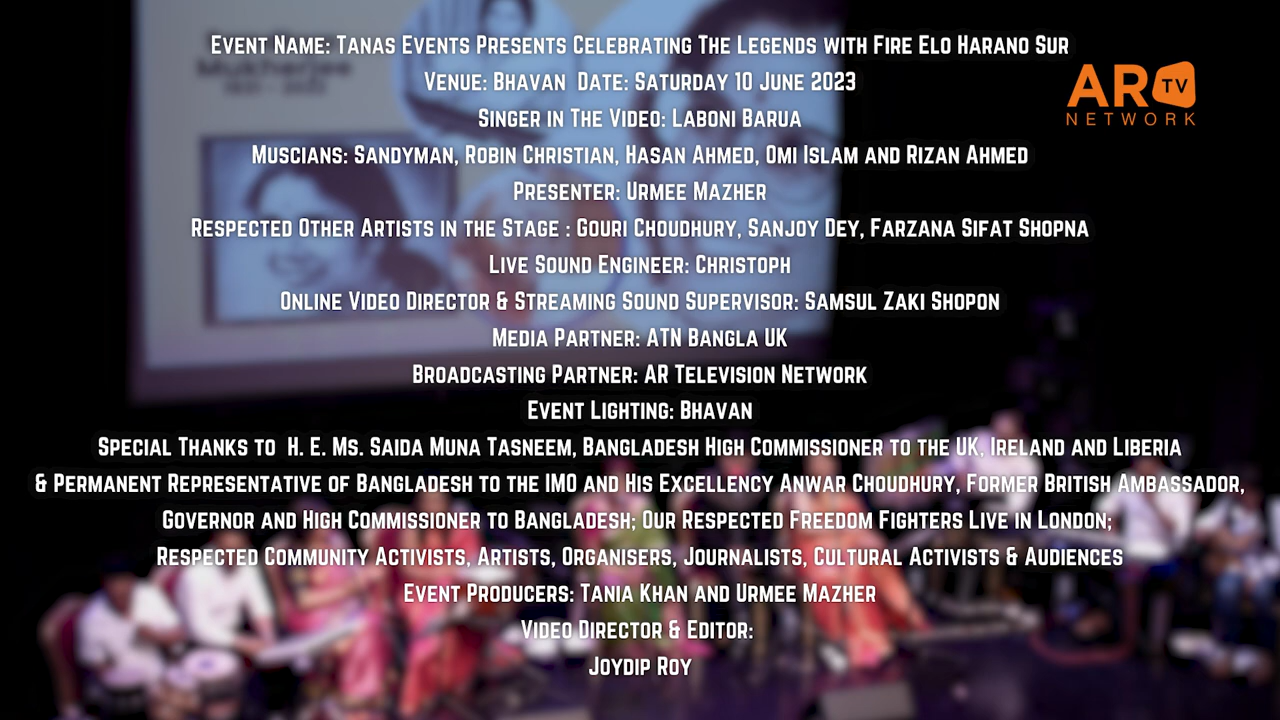 Event Name: Tanas Events Presents Celebrating The Legends with Fire Elo Harano Sur
Venue: Bhavan Date: Saturday 10 June 2023
Singer in The Video: Laboni Barua
Muscians: Sandyman, Robin Christian, Hasan Ahmed, Omi Islam and Rizan Ahmed
Presenter: Urmee Mazher
Respected Other Artists in the Stage : Gouri Choudhury, Sanjoy Dey, Farzana Sifat Shopna
Live Sound Engineer: Christoph
Online Video Director & Streaming Sound Supervisor: Samsul Zaki Shopon
Media Partner: ATN Bangla UK
Broadcasting Partner: AR Television Network
Event Lighting: Bhavan
Special Thanks to H. E. Ms. Saida Muna Tasneem, Bangladesh High Commissioner to the UK, Ireland and Liberia
& Permanent Representative of Bangladesh to the IMO and His Excellency Anwar Choudhury, Former British Ambassador,
Governor and High Commissioner to Bangladesh; Our Respected Freedom Fighters Live in London;
Respected Community Activists, Artists, Organisers, Journalists, Cultural Activists & Audiences
Event Producers: Tania Khan and Urmee Mazher
Video Director & Editor:
Joydip Roy
AR TV
NETWORK
Mukherjee